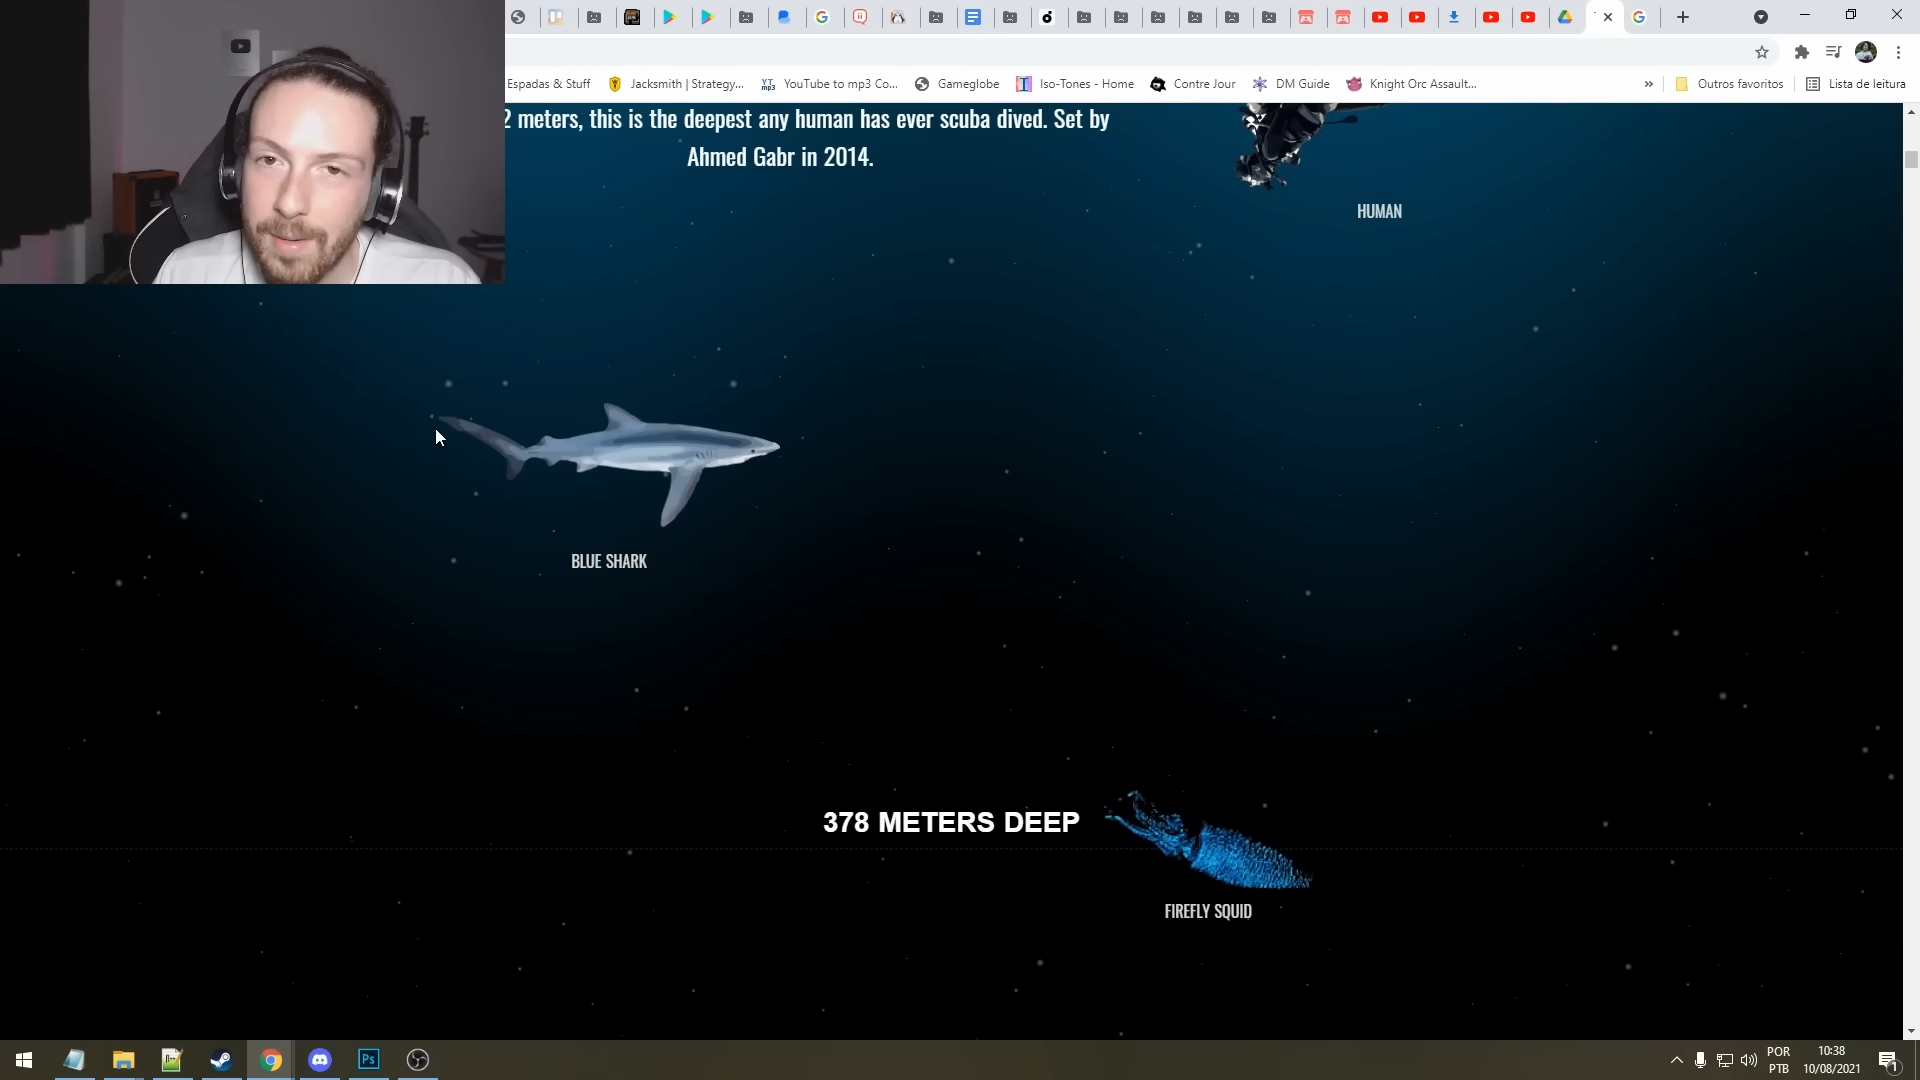 Espadas & Stuff
Jacksmith | Strategy...
YouTube to mp3 Co...
Gameglobe
Iso-Tones - Home
Contre Jour
DM Guide
Knight Orc Assault...
»
Outros favoritos
Lista de leitura
2 meters, this is the deepest any human has ever scuba dived. Set by
Ahmed Gabr in 2014.
HUMAN
BLUE SHARK
378 METERS DEEP
FIREFLY SQUID
Ps
POR
PTB
10:38
10/08/2021
1